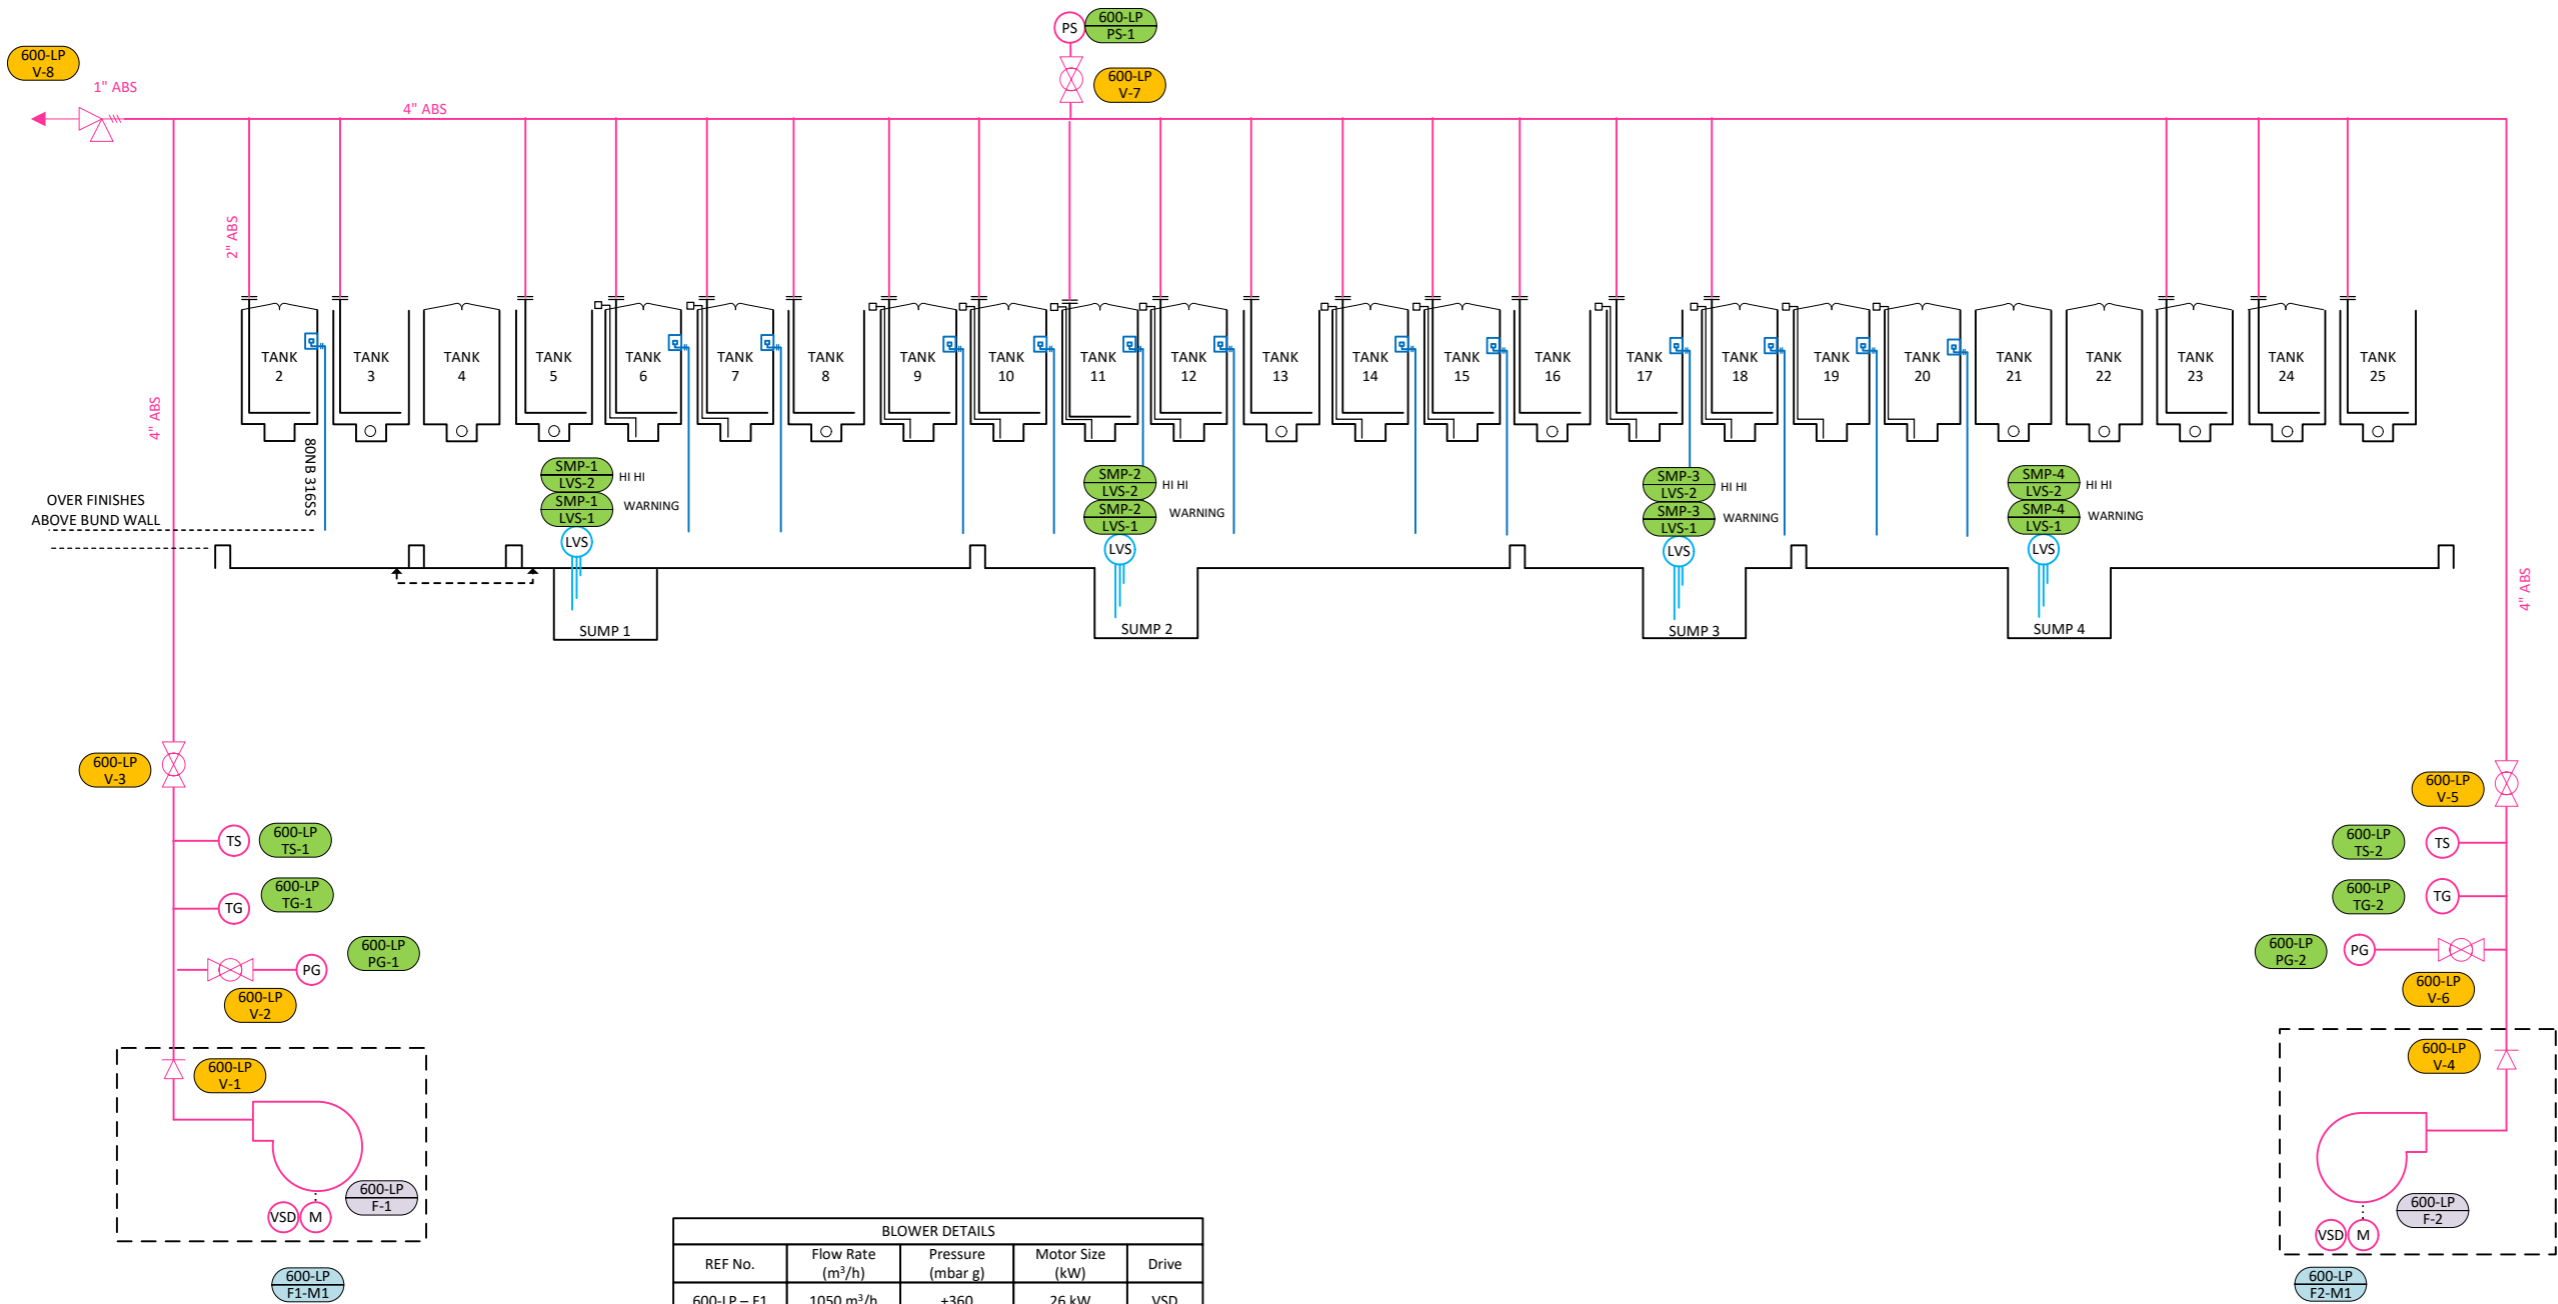 600-LP
PS-1
PS
600-LP
V-8
600-LP
V-7
1" ABS
4" ABS
2" ABS
4" ABS
80NB 316SS
TANK
2
TANK
3
TANK
4
TANK
5
TANK
6
TANK
7
TANK
8
TANK
9
TANK
10
TANK
11
TANK
12
TANK
13
TANK
14
TANK
15
TANK
16
TANK
17
TANK
18
TANK
19
TANK
20
TANK
21
TANK
22
TANK
23
TANK
24
TANK
25
SMP-1
LVS-2
HI HI
SMP-1
LVS-1
WARNING
LVS
SMP-2
LVS-2
HI HI
SMP-2
LVS-1
WARNING
LVS
SMP-3
LVS-2
HI HI
SMP-3
LVS-1
WARNING
LVS
SMP-4
LVS-2
HI HI
SMP-4
LVS-1
WARNING
LVS
OVER FINISHES
ABOVE BUND WALL
4" ABS
SUMP 1
SUMP 2
SUMP 3
SUMP 4
600-LP
V-3
600-LP
V-5
TS
600-LP
TS-1
600-LP
TS-2
TS
TG
600-LP
TG-1
600-LP
TG-2
TG
600-LP
PG-1
PG
600-LP
PG-2
PG
600-LP
V-2
600-LP
V-6
600-LP
V-1
600-LP
V-4
600-LP
F-1
VSD
M
600-LP
F-2
VSD
M
600-LP
F1-M1
600-LP
F2-M1
BLOWER DETAILS
REF No. Flow Rate (m³/h) Pressure (mbar g) Motor Size (kW) Drive
600-LP – F1 1050 m³/h +360 26 kW VSD